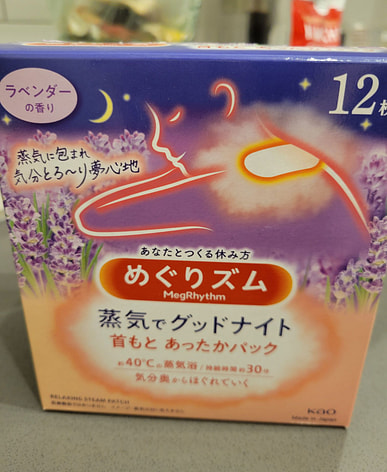 ラベンダー
の香り
12枚
蒸気に包まれ
気分とろ〜り夢心地
あなたとつくる休み方
めぐりズム
MegRhythm
蒸気でグッドナイト
首もと あったかパック
約40℃の蒸気浴/持続時間 約30分
気分奥からほぐれていく
RELAXING STEAM PATCH
Kao
Made in Japan